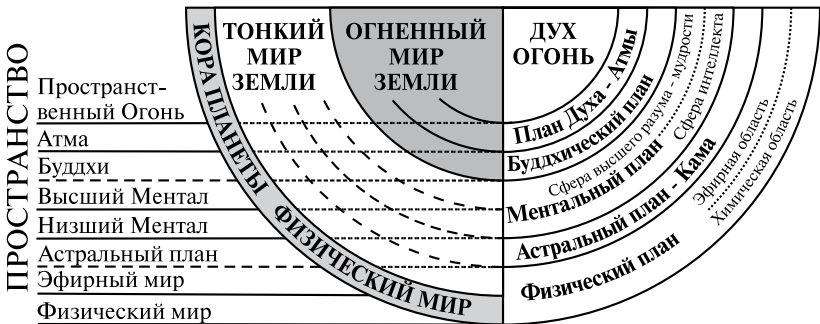 ПРОСТРАНСТВО
Пространст-
венный Огонь
Атма
Буддхи
Высший Ментал
Низший Ментал
Астральный план
Эфирный мир
Физический мир
КОРА ПЛАНЕТЫ ФИЗИЧЕСКИЙ МИР
ТОНКИЙ
МИР
ЗЕМЛИ
ОГНЕННЫЙ
МИР
ЗЕМЛИ
ДУХ
ОГОНЬ
План Духа - Атмы
Буддхический план
Сфера высшего разума - мудрости
Ментальный план
Сфера интеллекта
Астральный план - Кама
Эфирная область
Химическая область
Физический план